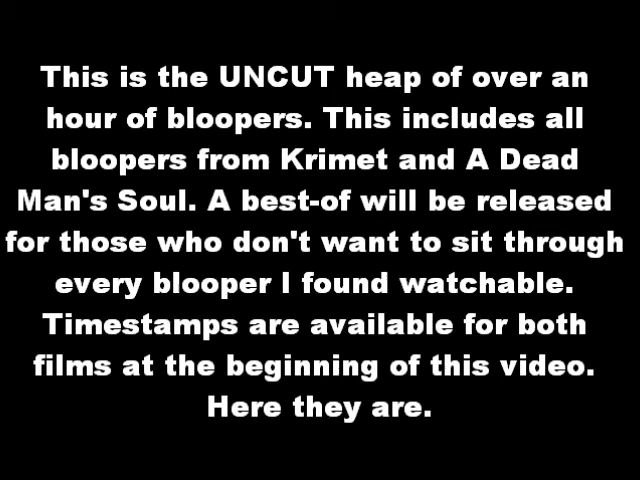 This is the UNCUT heap of over an
hour of bloopers. This includes all
bloopers from Krimet and A Dead
Man's Soul. A best-of will be released
for those who don't want to sit through
every blooper I found watchable.
Timestamps are available for both
films at the beginning of this video.
Here they are.